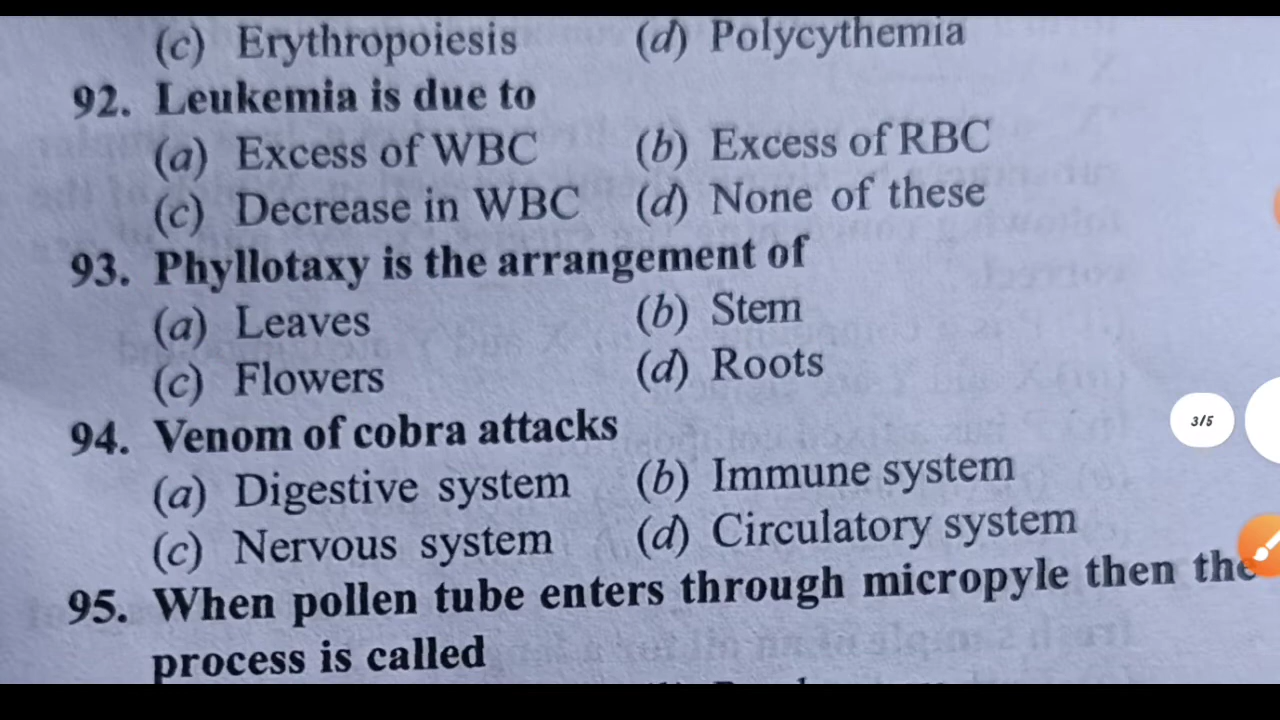 (c) Erythropoiesis (d) Polycythemia
92. Leukemia is due to
(a) Excess of WBC (b) Excess of RBC
(c) Decrease in WBC (d) None of these
93. Phyllotaxy is the arrangement of
(a) Leaves (b) Stem
(c) Flowers (d) Roots
94. Venom of cobra attacks
(a) Digestive system (b) Immune system
(c) Nervous system (d) Circulatory system
95. When pollen tube enters through micropyle then the
process is called
3/5